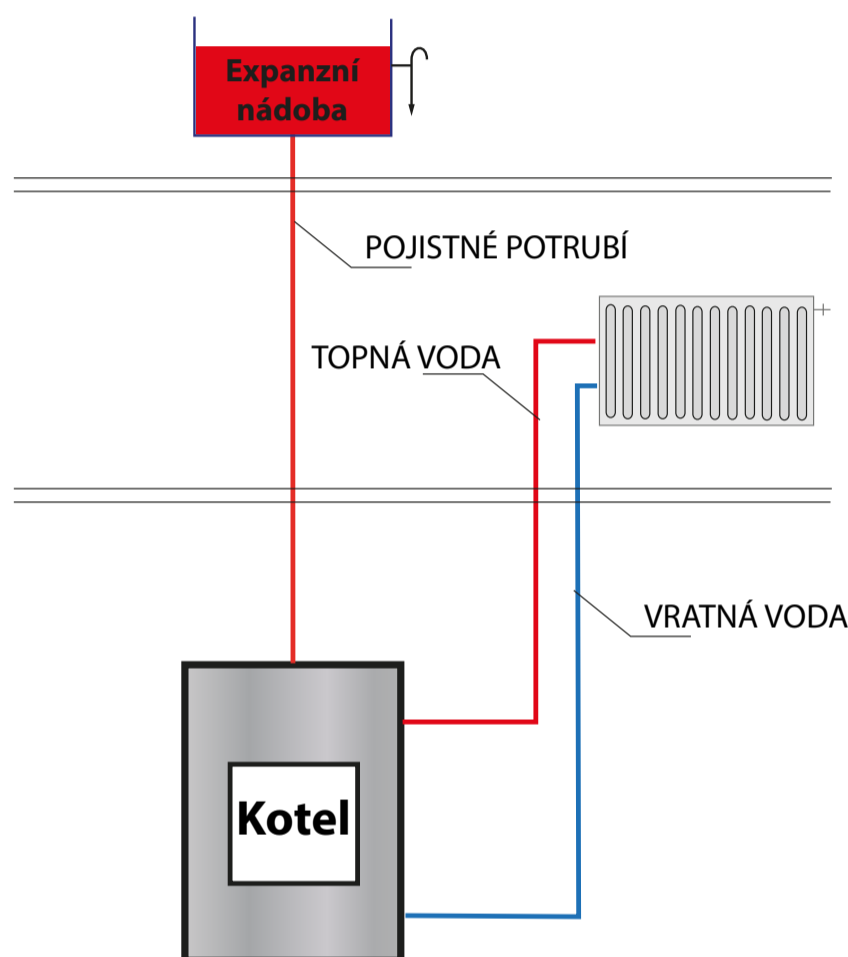 Expanzní
nádoba
POJISTNÉ POTRUBÍ
TOPNÁ VODA
VRATNÁ VODA
Kotel